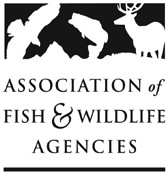 ASSOCIATION of
FISH & WILDLIFE
AGENCIES